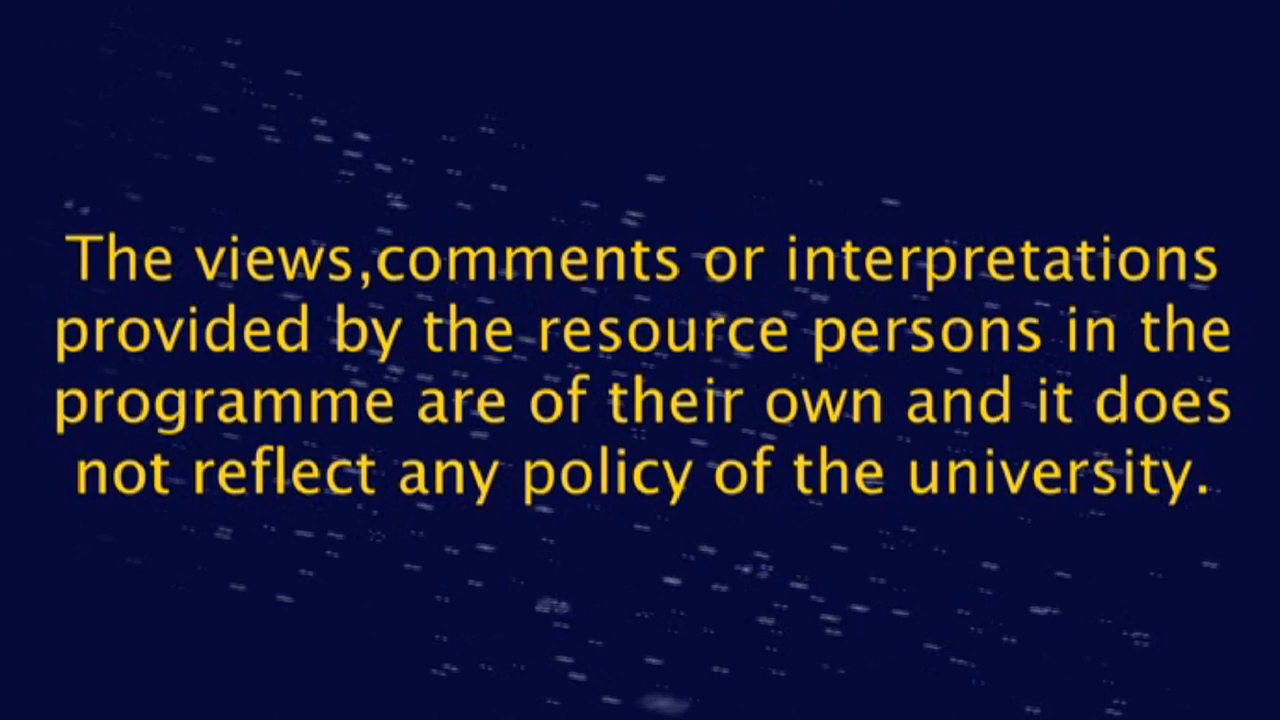 The views,comments or interpretations
provided by the resource persons in the
programme are of their own and it does
not reflect any policy of the university.